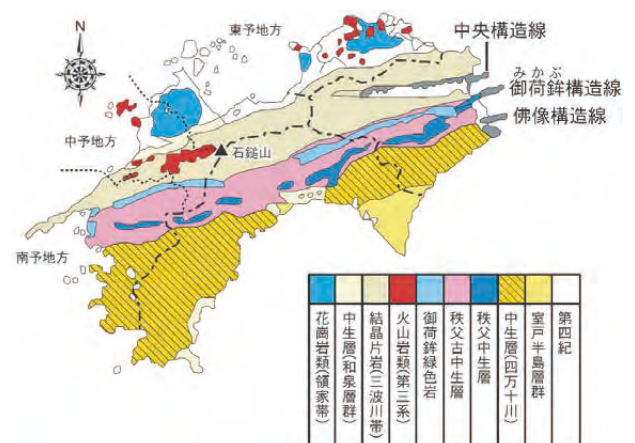 N
東予地方
中央構造線
みかぶ
御荷鉾構造線
佛像構造線
中予地方
石鎚山
南予地方
花崗岩類(領家帯)
中生層(和泉層群)
結晶片岩(三波川帯)
火山岩類(第三系)
御荷鉾緑色岩
秩父古中生層
秩父中生層
中生層(四万十川)
室戸半島層群
第四紀